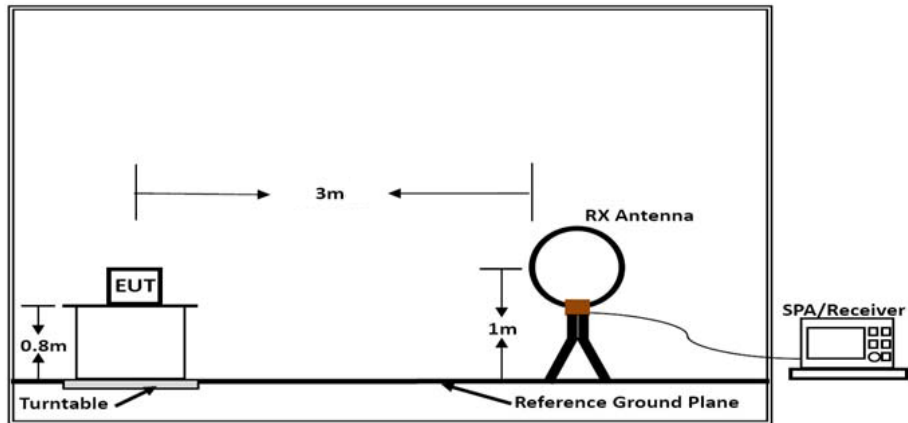 3m
RX Antenna
EUT
SPA/Receiver
0.8m
1m
Turntable
Reference Ground Plane